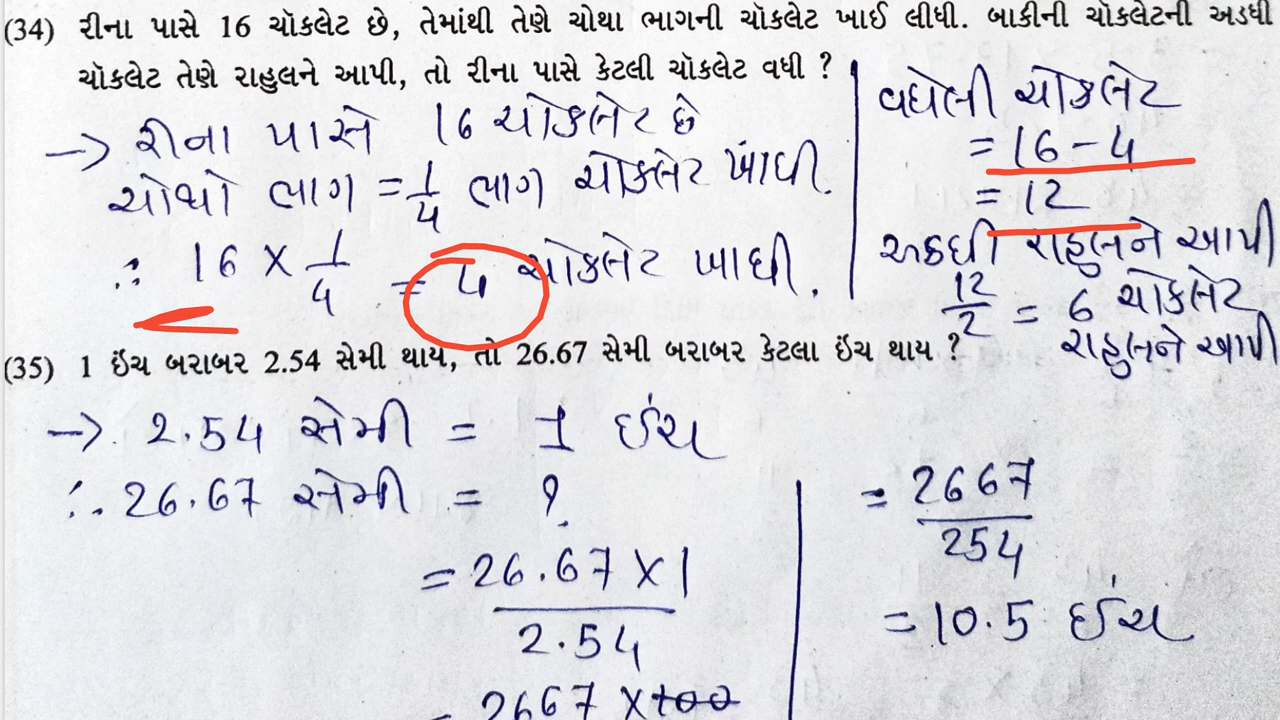 (34) રીના પાસે 16 ચૉકલેટ છે, તેમાંથી તેણે ચોથા ભાગની ચૉકલેટ ખાઈ લીધી. બાકીની ચૉકલેટની અડધી
ચૉકલેટ તેણે રાહુલને આપી, તો રીના પાસે કેટલી ચૉકલેટ વધી ?
→ રીના પાસે 16 ચોકલેટ છે
ચોથો ભાગ = 1/4 ભાગ ચોકલેટ ખાધી.
∴ 16 × 1/4 = 4 ચોકલેટ ખાધી.
વધેલી ચોકલેટ
= 16 - 4
= 12
અડધી રાહુલને આપી
12/2 = 6 ચોકલેટ
રાહુલને આપી
(35) 1 ઇંચ બરાબર 2.54 સેમી થાય, તો 26.67 સેમી બરાબર કેટલા ઇંચ થાય ?
→ 2.54 સેમી = 1 ઇંચ
∴ 26.67 સેમી = ?
= 26.67 × 1
2.54
= 2667 × 100
= 2667
254
= 10.5 ઇંચ